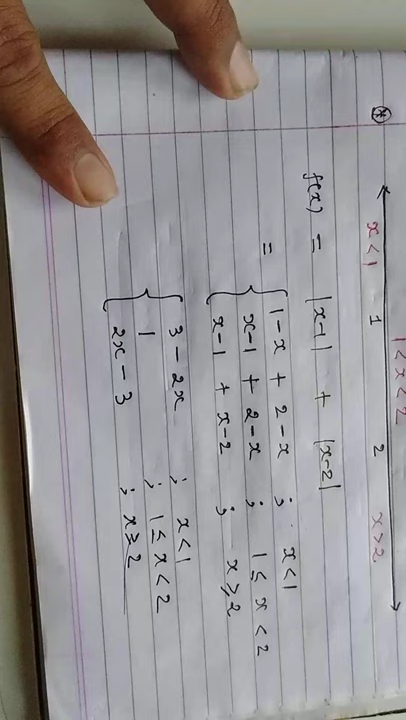 1<x<2
⊛ x<1 1 2 x>2
f(x) = |x-1| + |x-2|
= { 1-x + 2-x ; x<1
x-1 + 2-x ; 1≤x<2
x-1 + x-2 ; x≥2
{ 3-2x ; x<1
1 ; 1≤x<2
2x-3 ; x≥2